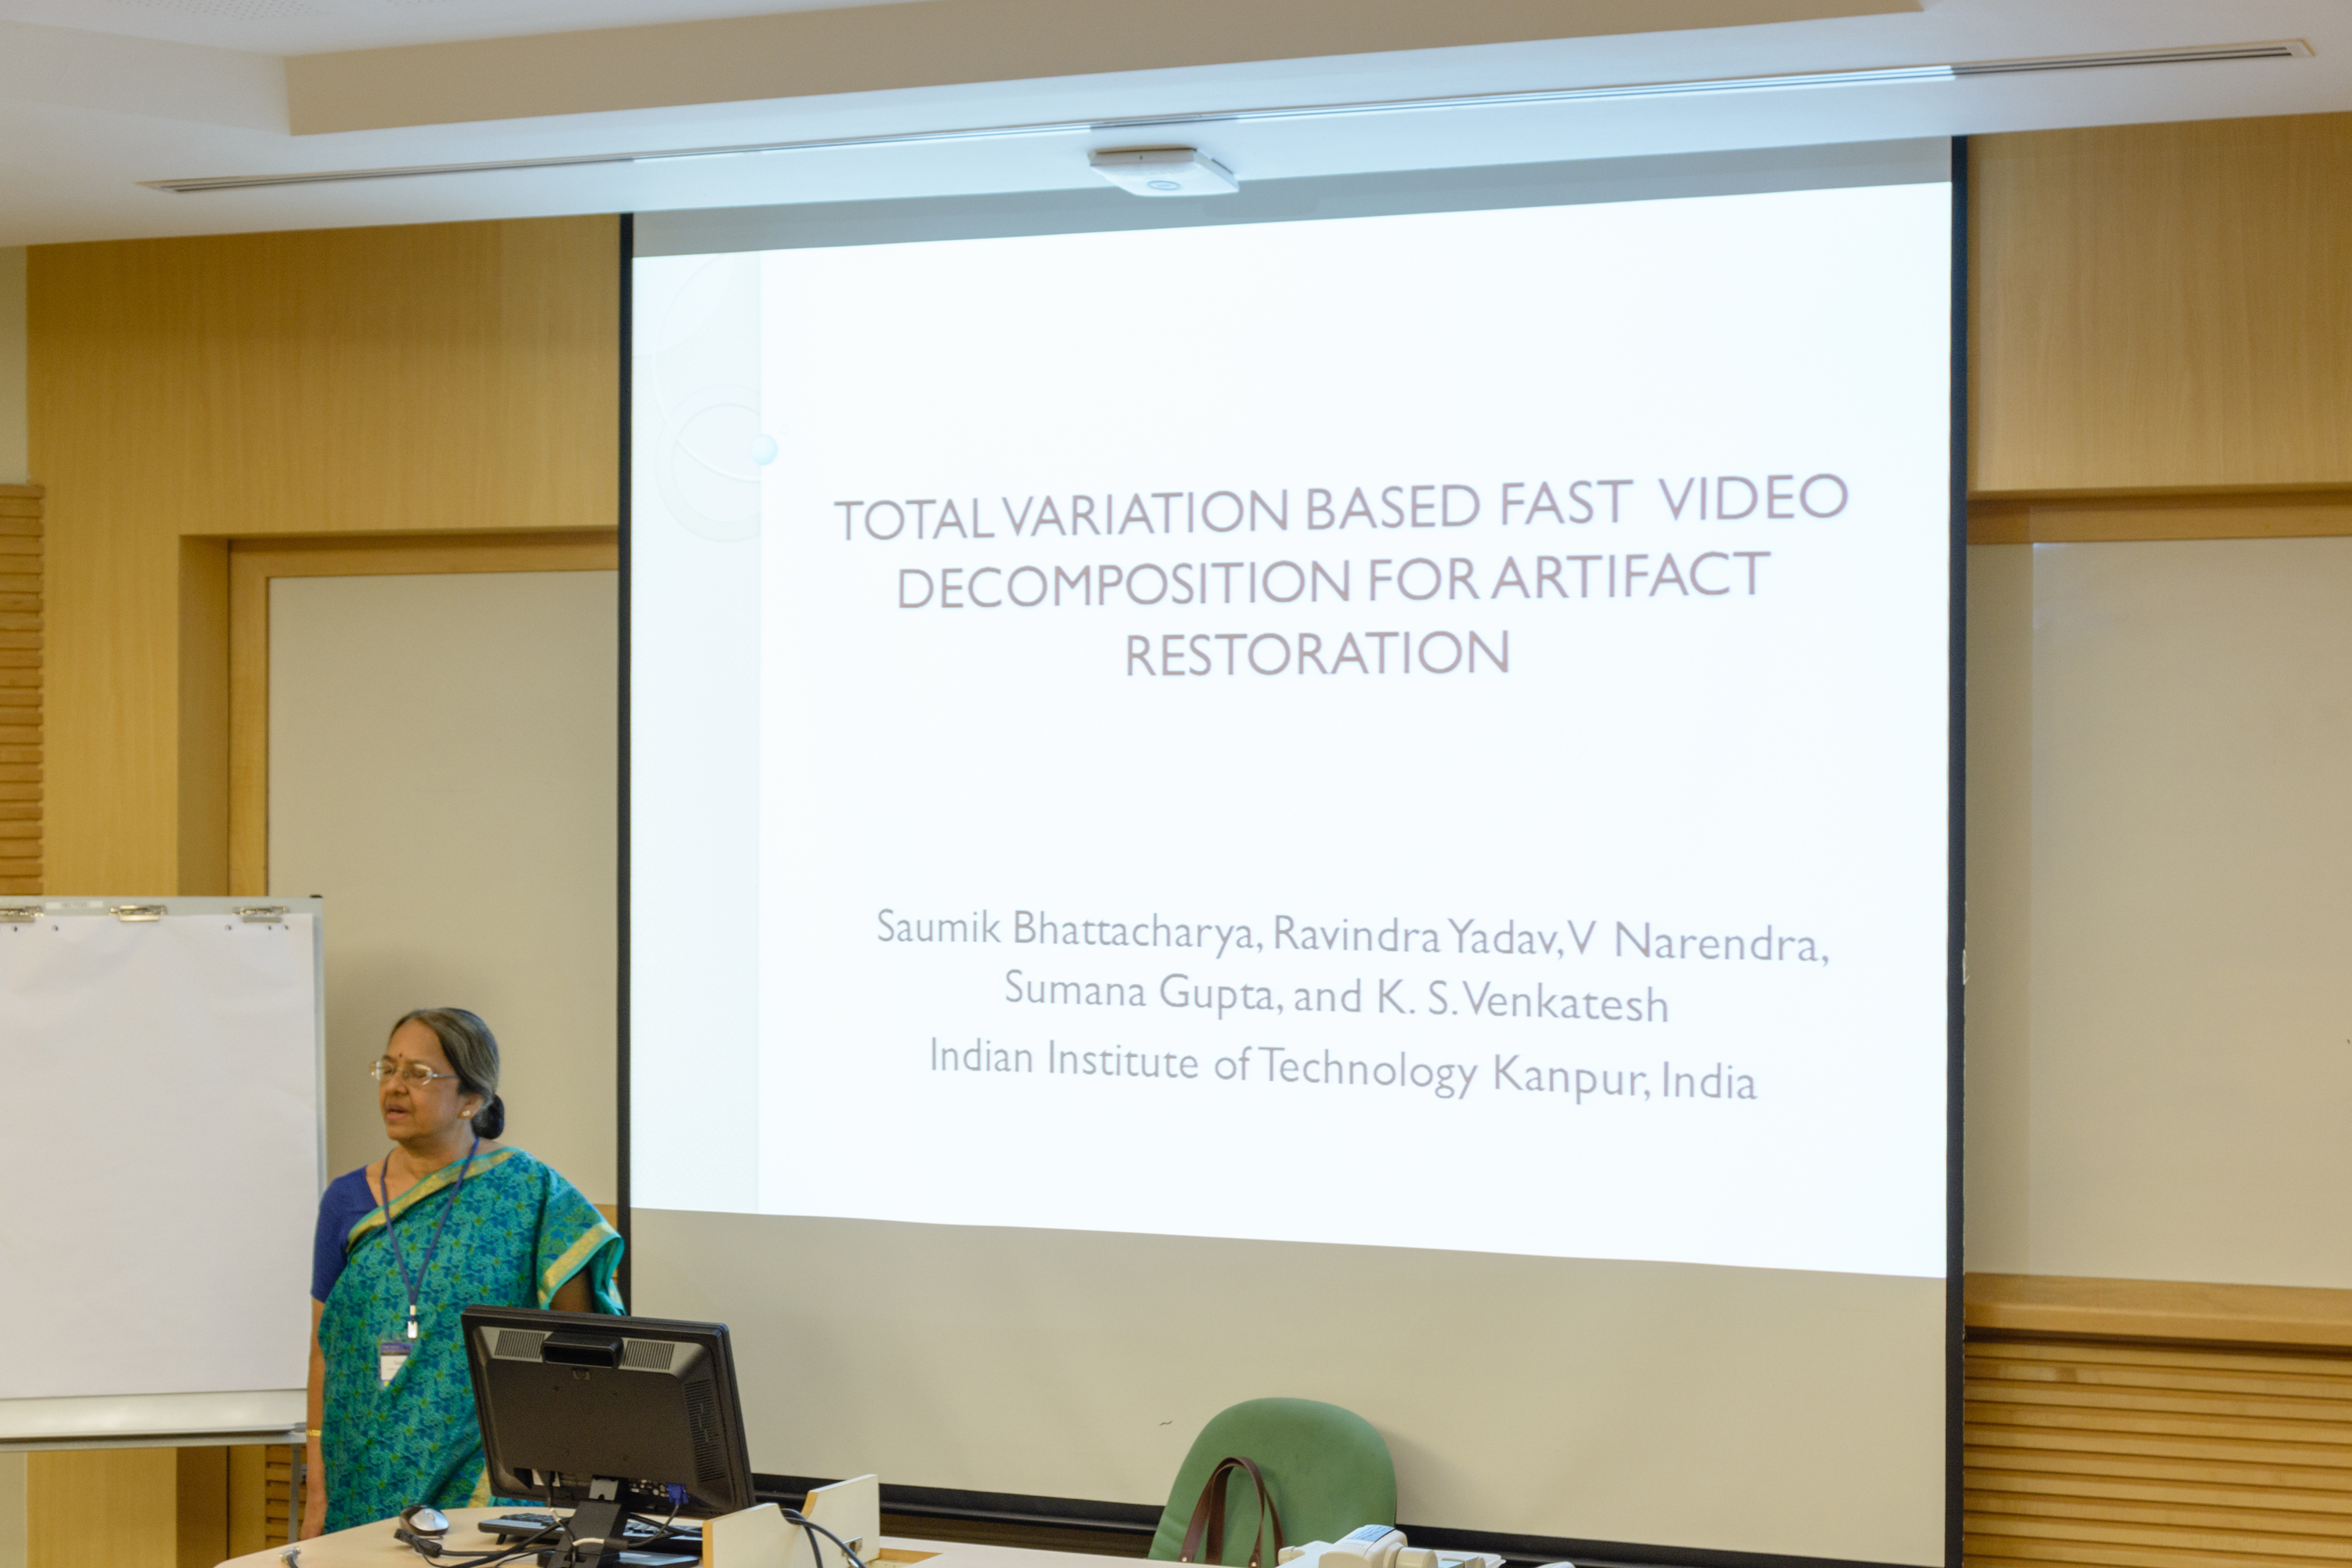 TOTAL VARIATION BASED FAST VIDEO
DECOMPOSITION FOR ARTIFACT
RESTORATION
Saumik Bhattacharya, Ravindra Yadav, V Narendra,
Sumana Gupta, and K. S. Venkatesh
Indian Institute of Technology Kanpur, India